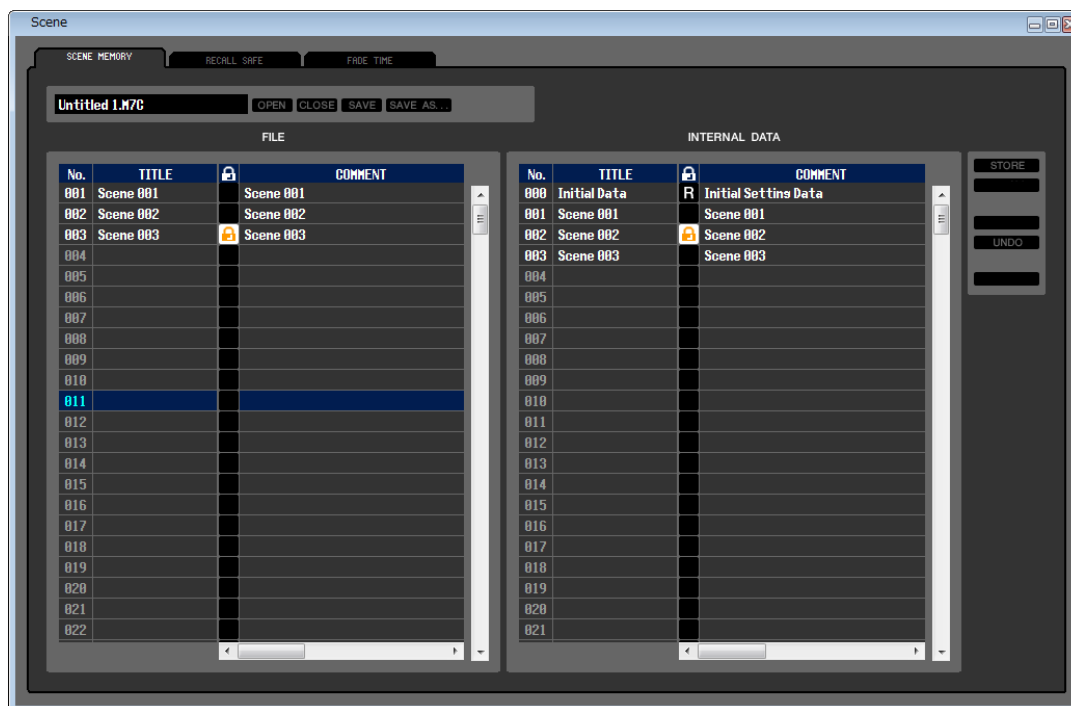 Scene
SCENE MEMORY RECALL SAFE FADE TIME
Untitled 1.M7C OPEN CLOSE SAVE SAVE AS...
FILE INTERNAL DATA
No. TITLE COMMENT No. TITLE COMMENT STORE
001 Scene 001 Scene 001 000 Initial Data R Initial Setting Data
002 Scene 002 Scene 002 001 Scene 001 Scene 001
003 Scene 003 Scene 003 002 Scene 002 Scene 002 UNDO
004 003 Scene 003 Scene 003
005 004
006 005
007 006
008 007
009 008
010 009
011 010
012 011
013 012
014 013
015 014
016 015
017 016
018 017
019 018
020 019
021 020
022 021